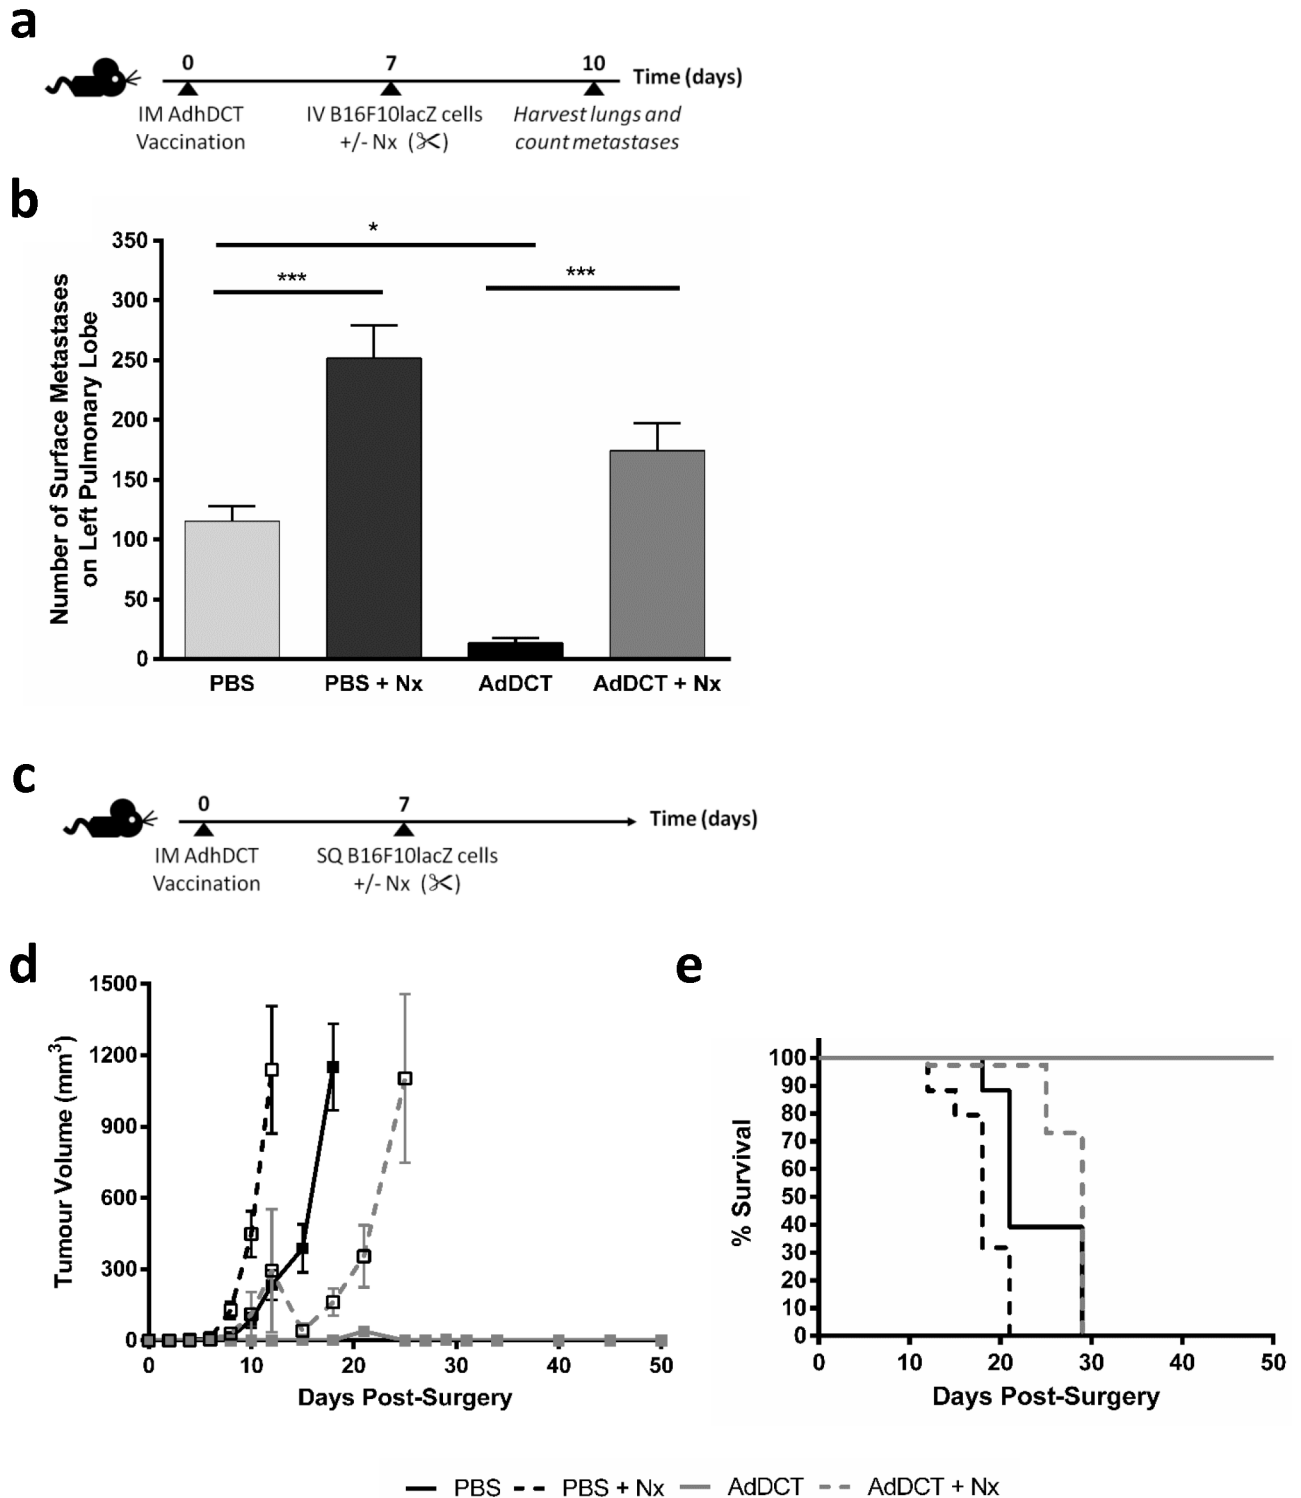 a
0 7 10 Time (days)
IM AdhDCT IV B16F10lacZ cells Harvest lungs and
Vaccination +/- Nx (✂) count metastases
b
Number of Surface Metastases
on Left Pulmonary Lobe
350
300
250
200
150
100
50
0
*
***
***
PBS PBS + Nx AdDCT AdDCT + Nx
c
0 7 Time (days)
IM AdhDCT SQ B16F10lacZ cells
Vaccination +/- Nx (✂)
d
Tumour Volume (mm³)
1500
1200
900
600
300
0
0 10 20 30 40 50
Days Post-Surgery
e
% Survival
100
90
80
70
60
50
40
30
20
10
0
0 10 20 30 40 50
Days Post-Surgery
PBS PBS + Nx AdDCT AdDCT + Nx